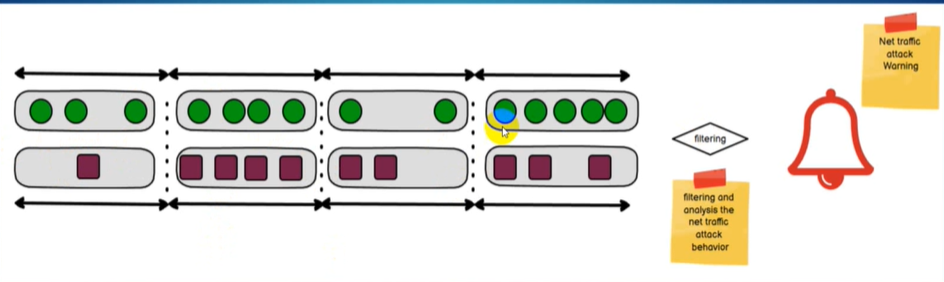 Net traffic
attack
Warning
filtering
filtering and
analysis the
net traffic
attack
behavior